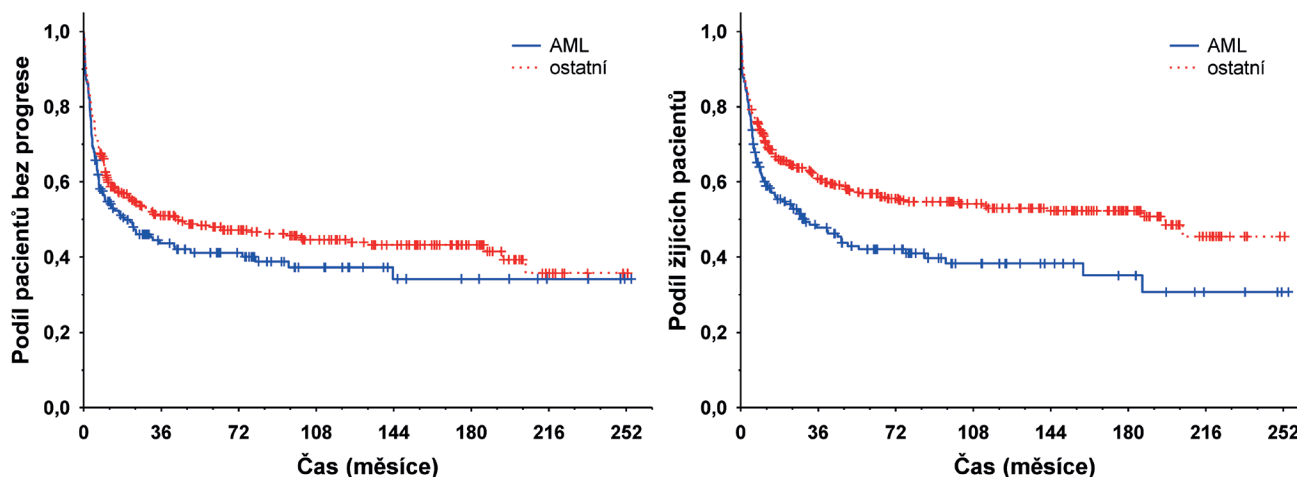 Podíl pacientů bez progrese
1,0
0,8
0,6
0,4
0,2
0,0
AML
ostatní
0 36 72 108 144 180 216 252
Čas (měsíce)
Podíl žijících pacientů
1,0
0,8
0,6
0,4
0,2
0,0
AML
ostatní
0 36 72 108 144 180 216 252
Čas (měsíce)